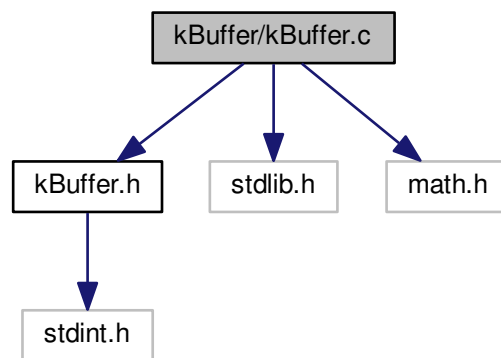 kBuffer/kBuffer.c
kBuffer.h
stdlib.h
math.h
stdint.h